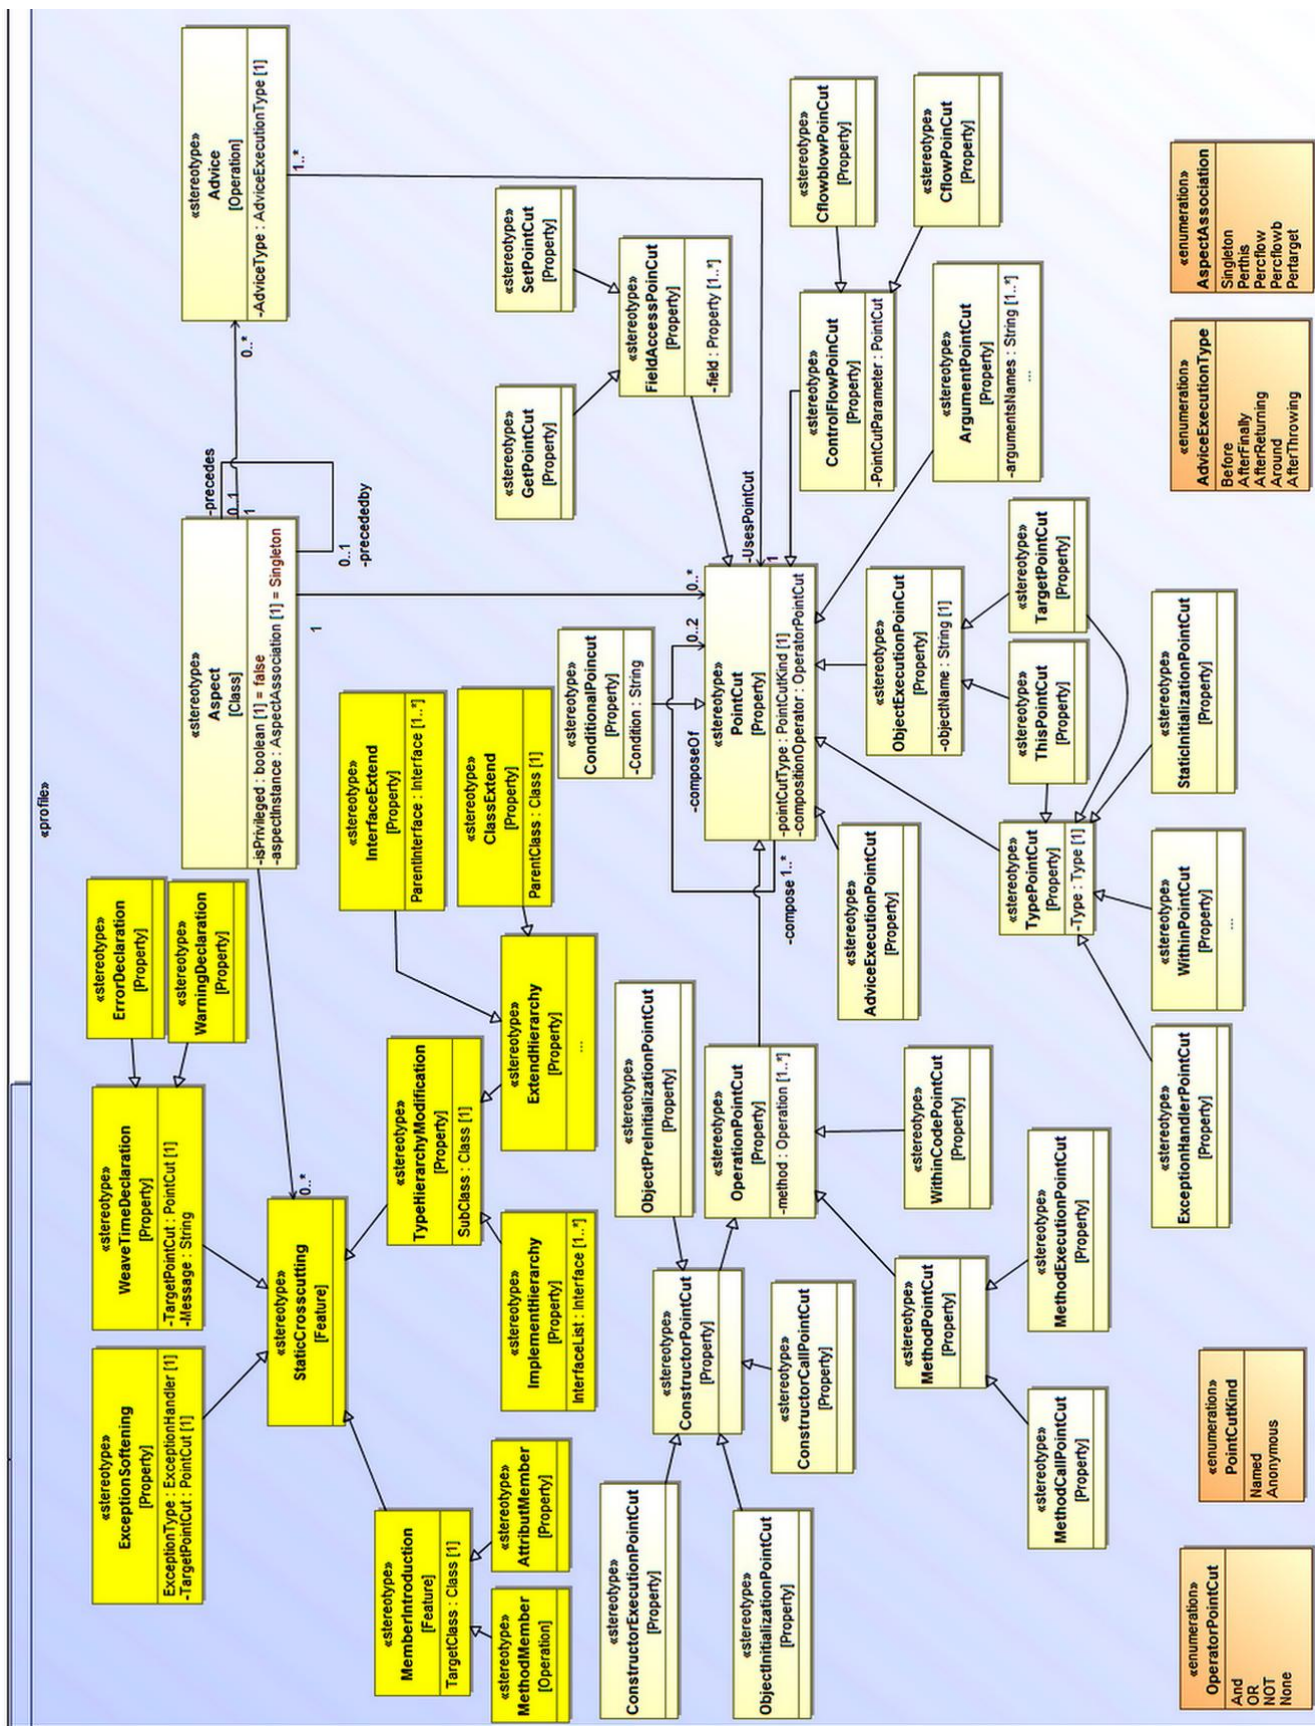 «profile»
«stereotype»
ExceptionSoftening
[Property]
ExceptionType : ExceptionHandler [1]
-TargetPointCut : PointCut [1]
«stereotype»
WeaveTimeDeclaration
[Property]
-TargetPointCut : PointCut [1]
-Message : String
«stereotype»
ErrorDeclaration
[Property]
«stereotype»
WarningDeclaration
[Property]
«stereotype»
Aspect
[Class]
-isPrivileged : boolean [1] = false
-aspectInstance : AspectAssociation [1] = Singleton
-precedes
0..1
1
0..1
-precededby
1
0..*
«stereotype»
Advice
[Operation]
-AdviceType : AdviceExecutionType [1]
1..*
«stereotype»
StaticCrosscutting
[Feature]
0..*
«stereotype»
MemberIntroduction
[Feature]
TargetClass : Class [1]
«stereotype»
MethodMember
[Operation]
«stereotype»
AttributMember
[Property]
«stereotype»
TypeHierarchyModification
[Property]
SubClass : Class [1]
«stereotype»
ImplementHierarchy
[Property]
InterfaceList : Interface [1..*]
«stereotype»
ExtendHierarchy
[Property]
...
«stereotype»
InterfaceExtend
[Property]
ParentInterface : Interface [1..*]
«stereotype»
ClassExtend
[Property]
ParentClass : Class [1]
«stereotype»
GetPointCut
[Property]
«stereotype»
SetPointCut
[Property]
«stereotype»
FieldAccessPoinCut
[Property]
-field : Property [1..*]
«stereotype»
ConditionalPoincut
[Property]
-Condition : String
«stereotype»
PointCut
[Property]
-pointCutType : PointCutKind [1]
-compositionOperator : OperatorPointCut
-composeOf
0..2
0..*
-UsesPointCut
1
-compose 1..*
«stereotype»
ConstructorExecutionPointCut
[Property]
«stereotype»
ObjectInitializationPointCut
[Property]
«stereotype»
ConstructorPointCut
[Property]
«stereotype»
ConstructorCallPointCut
[Property]
«stereotype»
ObjectPreInitializationPointCut
[Property]
«stereotype»
OperationPointCut
[Property]
-method : Operation [1..*]
«stereotype»
WithinCodePointCut
[Property]
«stereotype»
MethodPointCut
[Property]
«stereotype»
MethodCallPointCut
[Property]
«stereotype»
MethodExecutionPointCut
[Property]
«stereotype»
AdviceExecutionPointCut
[Property]
«stereotype»
ObjectExecutionPoinCut
[Property]
-objectName : String [1]
«stereotype»
ThisPointCut
[Property]
«stereotype»
TargetPointCut
[Property]
«stereotype»
TypePointCut
[Property]
-Type : Type [1]
«stereotype»
ExceptionHandlerPointCut
[Property]
«stereotype»
WithinPointCut
[Property]
...
«stereotype»
StaticInitializationPointCut
[Property]
«stereotype»
ControlFlowPoinCut
[Property]
-PointCutParameter : PointCut
«stereotype»
CflowblowPoinCut
[Property]
«stereotype»
CflowPoinCut
[Property]
«stereotype»
ArgumentPointCut
[Property]
-argumentsNames : String [1..*]
...
«enumeration»
OperatorPointCut
And
OR
NOT
None
«enumeration»
PointCutKind
Named
Anonymous
«enumeration»
AdviceExecutionType
Before
AfterFinally
AfterReturning
Around
AfterThrowing
«enumeration»
AspectAssociation
Singleton
Perthis
Percflow
Percflowb
Pertarget